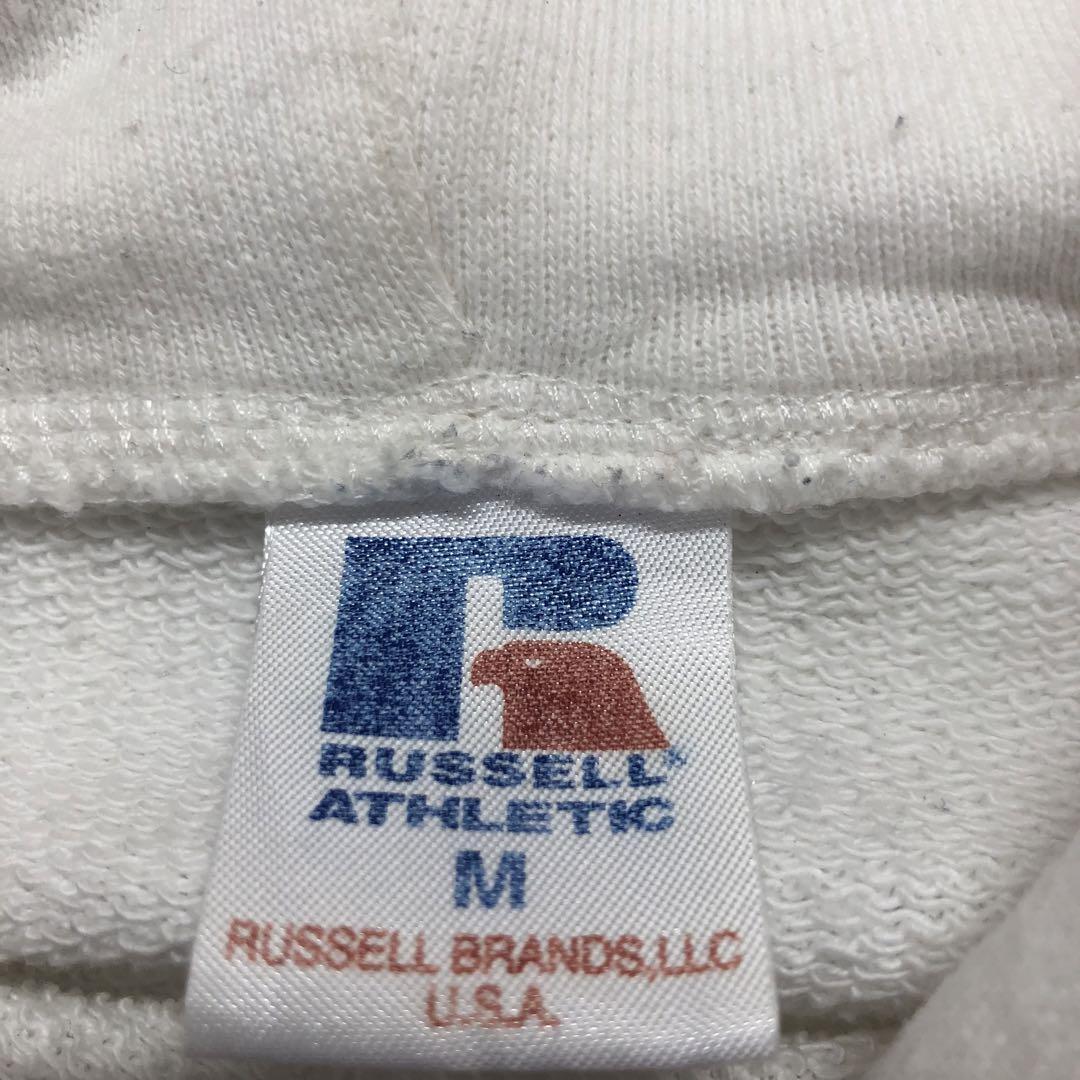 R
RUSSELL
ATHLETIC
M
RUSSELL BRANDS,LLC
U.S.A.